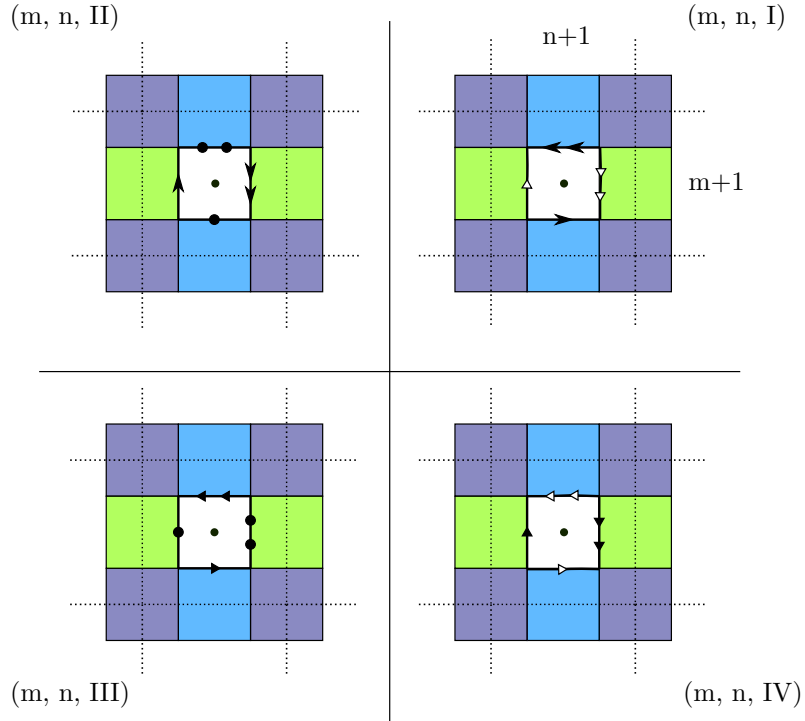 (m, n, II)
(m, n, I)
n+1
m+1
(m, n, III)
(m, n, IV)